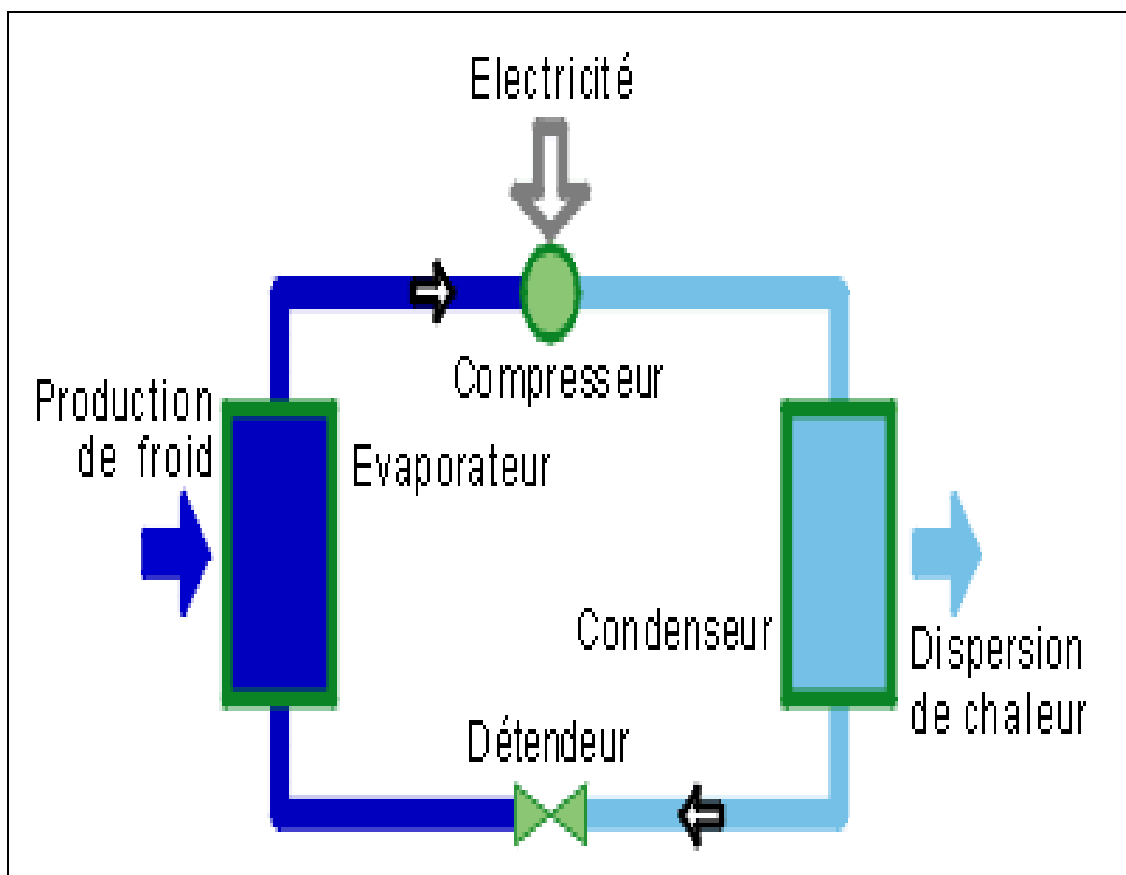 Electricité
Compresseur
Production
de froid
Evaporateur
Condenseur
Dispersion
de chaleur
Détendeur